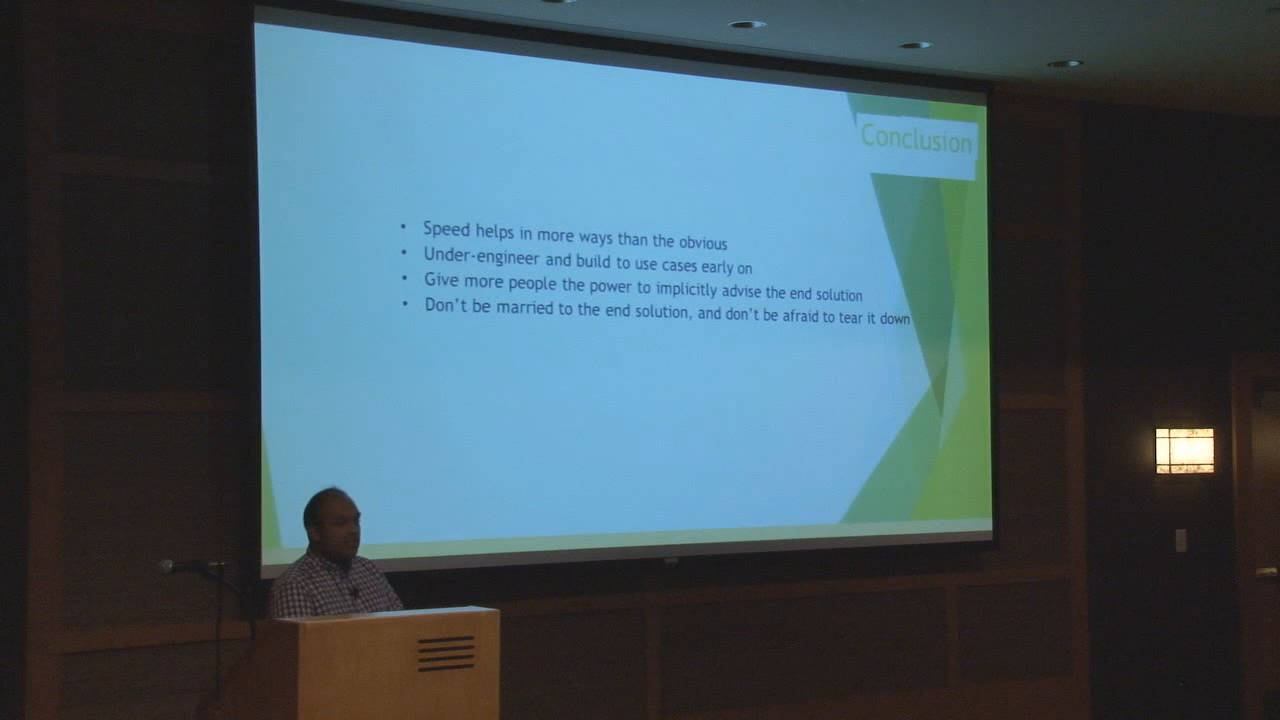 Conclusion
• Speed helps in more ways than the obvious
• Under-engineer and build to use cases early on
• Give more people the power to implicitly advise the end solution
• Don't be married to the end solution, and don't be afraid to tear it down